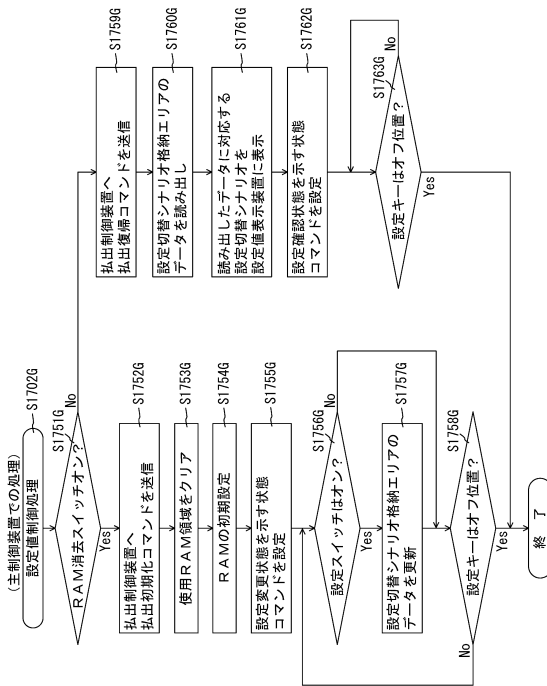 (主制御装置での処理)
設定値制御処理
S1702G
RAM消去スイッチオン?
S1751G
Yes
No
払出制御装置へ
払出初期化コマンドを送信
S1752G
使用RAM領域をクリア
S1753G
RAMの初期設定
S1754G
設定変更状態を示す状態
コマンドを設定
S1755G
設定スイッチはオン?
S1756G
Yes
No
設定切替シナリオ格納エリアの
データを更新
S1757G
設定キーはオフ位置?
S1758G
Yes
No
払出制御装置へ
払出復帰コマンドを送信
S1759G
設定切替シナリオ格納エリアの
データを読み出し
S1760G
読み出したデータに対応する
設定切替シナリオを
設定値表示装置に表示
S1761G
設定確認状態を示す状態
コマンドを設定
S1762G
設定キーはオフ位置?
S1763G
Yes
No
終了